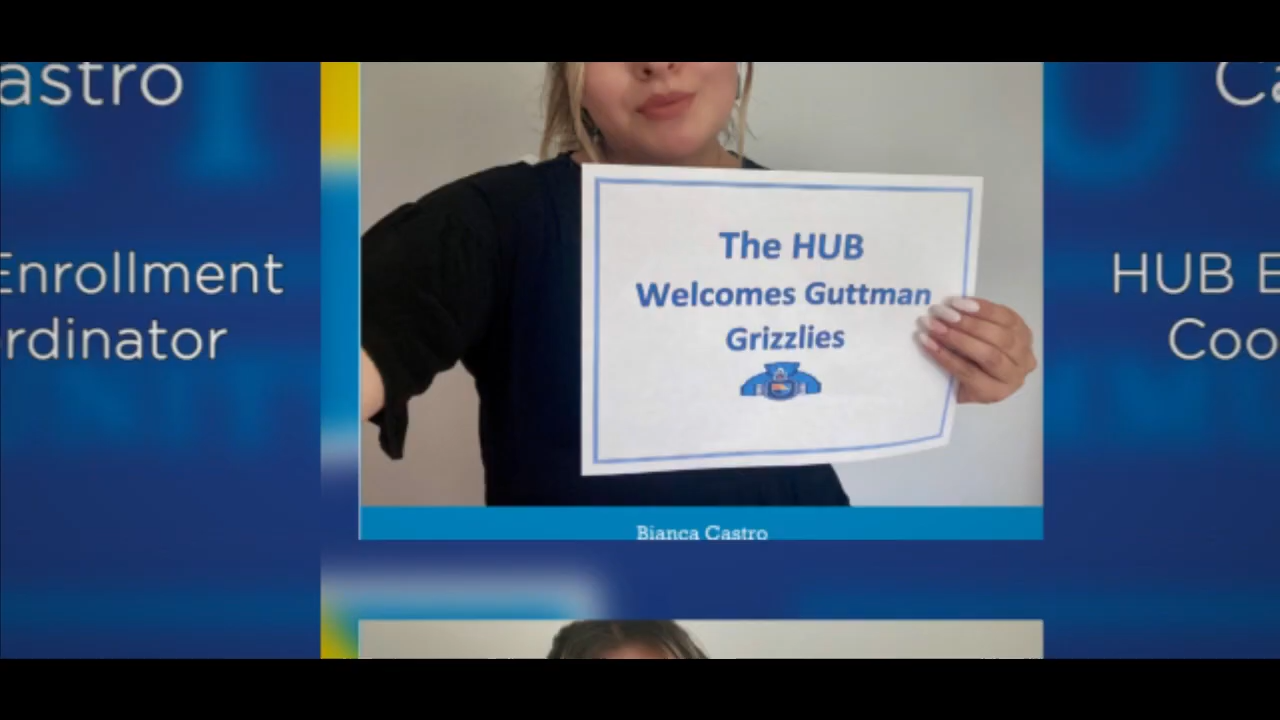 astro
Enrollment
rdinator
The HUB
Welcomes Guttman
Grizzlies
Bianca Castro
Ca
HUB E
Coo